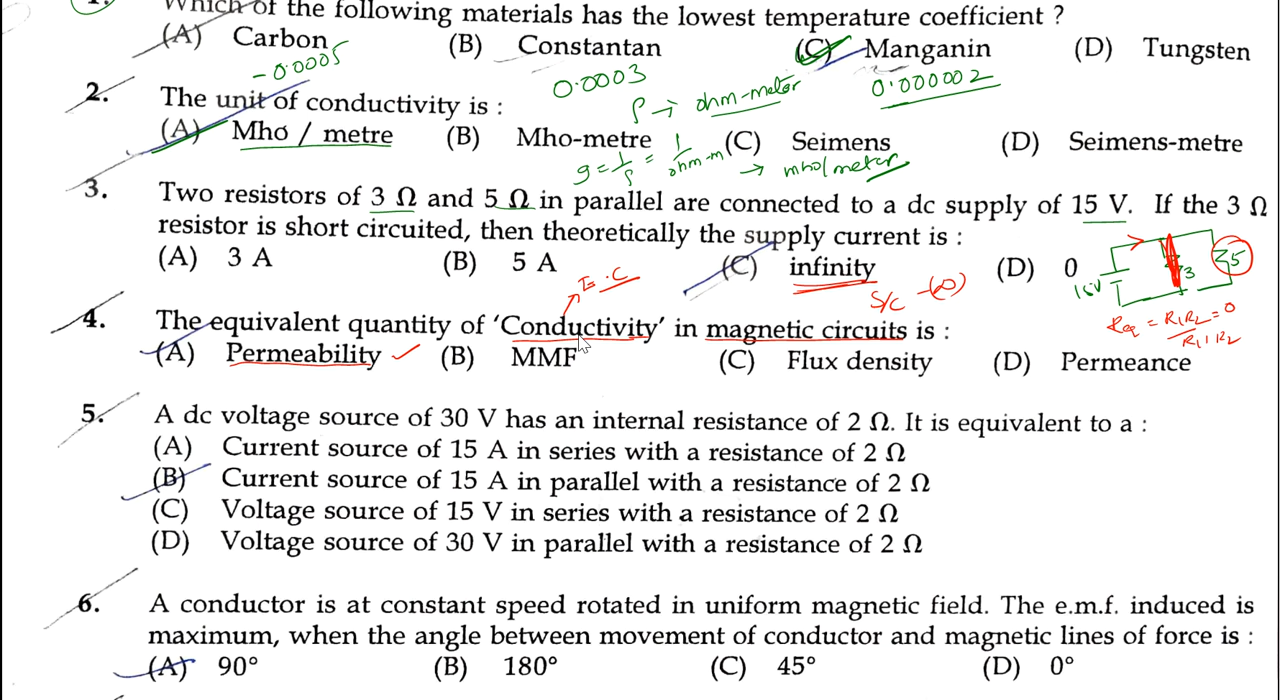 1. Which of the following materials has the lowest temperature coefficient ?
(A) Carbon (B) Constantan (C) Manganin (D) Tungsten
-0.0005 0.0003 0.000002
2. The unit of conductivity is : ρ → ohm-meter
(A) Mho / metre (B) Mho-metre (C) Seimens (D) Seimens-metre
g = 1/ρ = 1/ohm-m → mho/meter
3. Two resistors of 3 Ω and 5 Ω in parallel are connected to a dc supply of 15 V. If the 3 Ω
resistor is short circuited, then theoretically the supply current is :
(A) 3 A (B) 5 A (C) infinity (D) 0
15V 3 5
E.C S/C -(∞)
Req = R1R2/R1+R2 = 0
4. The equivalent quantity of 'Conductivity' in magnetic circuits is :
(A) Permeability (B) MMF (C) Flux density (D) Permeance
5. A dc voltage source of 30 V has an internal resistance of 2 Ω. It is equivalent to a :
(A) Current source of 15 A in series with a resistance of 2 Ω
(B) Current source of 15 A in parallel with a resistance of 2 Ω
(C) Voltage source of 15 V in series with a resistance of 2 Ω
(D) Voltage source of 30 V in parallel with a resistance of 2 Ω
6. A conductor is at constant speed rotated in uniform magnetic field. The e.m.f. induced is
maximum, when the angle between movement of conductor and magnetic lines of force is :
(A) 90° (B) 180° (C) 45° (D) 0°